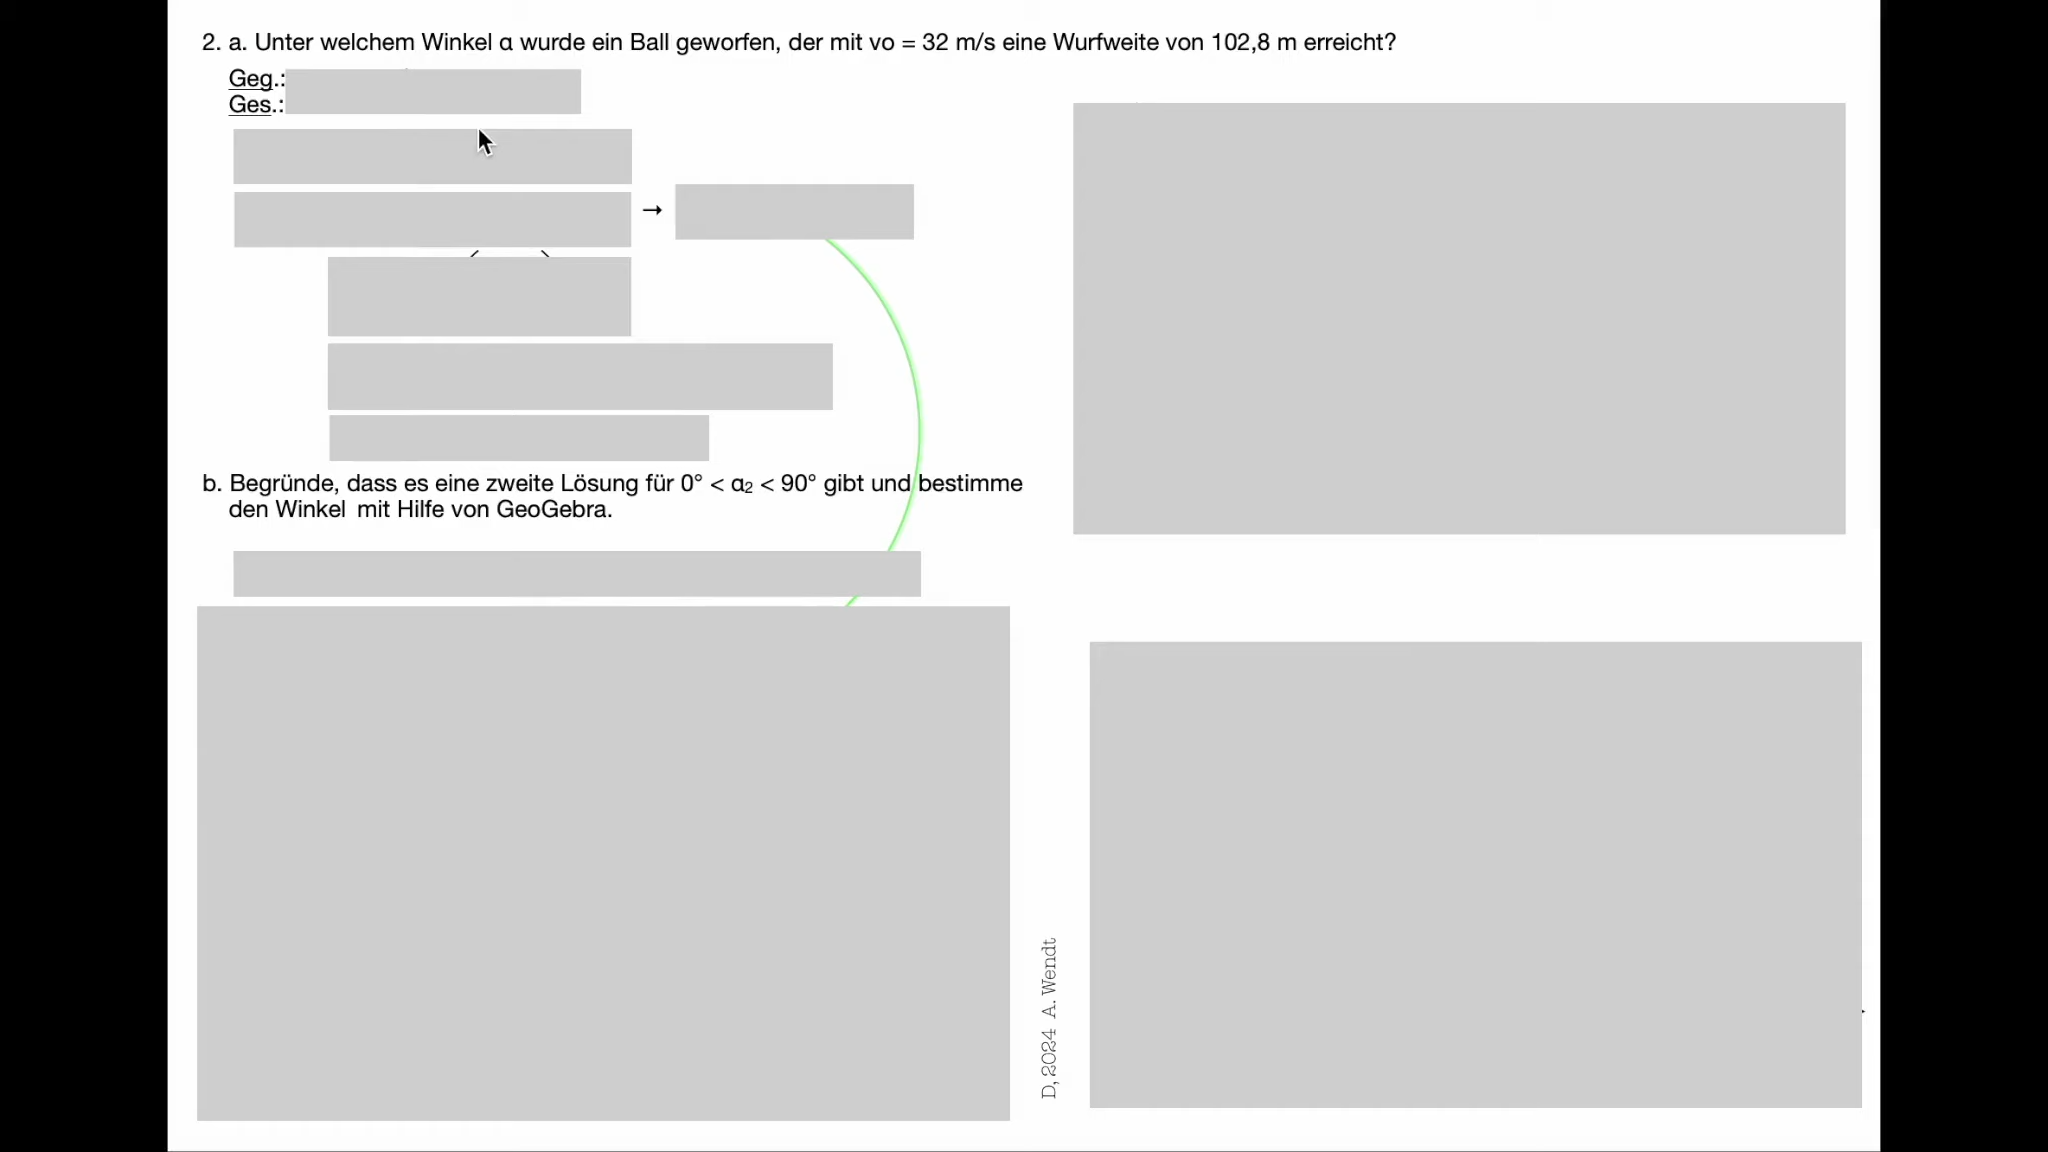 2. a. Unter welchem Winkel α wurde ein Ball geworfen, der mit vo = 32 m/s eine Wurfweite von 102,8 m erreicht?
Geg.:
Ges.:
→
b. Begründe, dass es eine zweite Lösung für 0° < α₂ < 90° gibt und bestimme
den Winkel mit Hilfe von GeoGebra.
D, 2024 A. Wendt